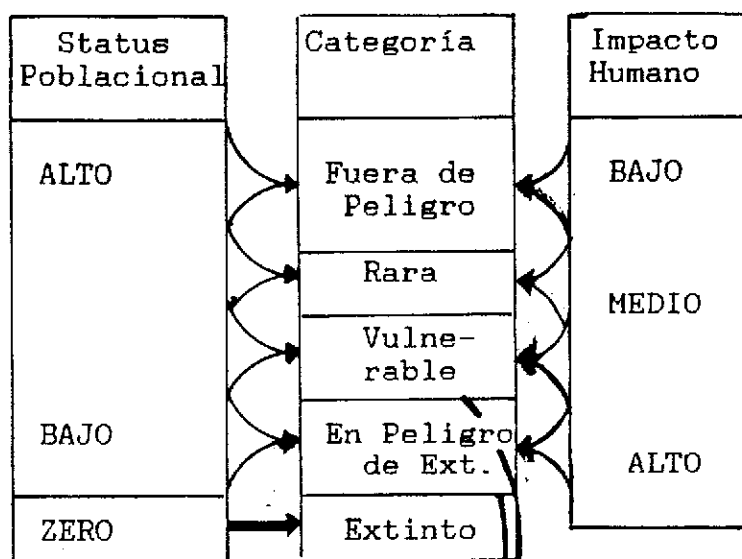 Status
Poblacional
Categoría
Impacto
Humano
ALTO
BAJO
ZERO
Fuera de
Peligro
Rara
Vulne-
rable
En Peligro
de Ext.
Extinto
BAJO
MEDIO
ALTO